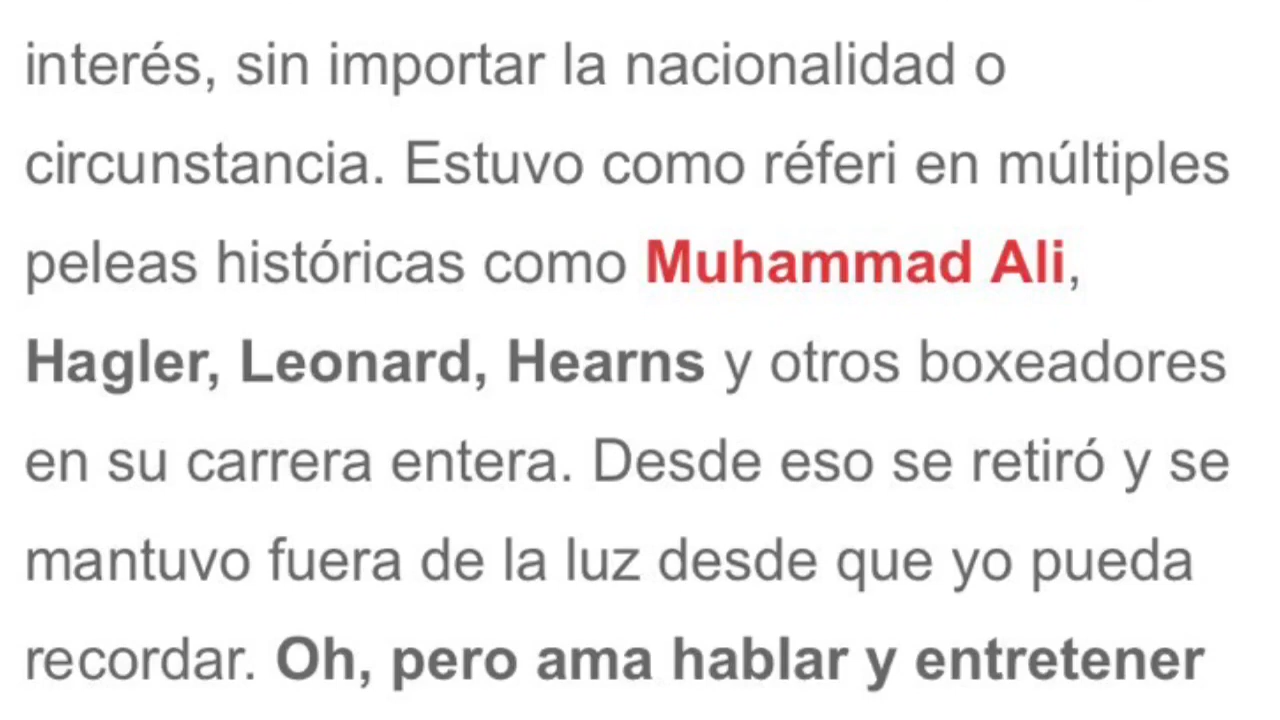 interés, sin importar la nacionalidad o
circunstancia. Estuvo como réferi en múltiples
peleas históricas como Muhammad Ali,
Hagler, Leonard, Hearns y otros boxeadores
en su carrera entera. Desde eso se retiró y se
mantuvo fuera de la luz desde que yo pueda
recordar. Oh, pero ama hablar y entretener